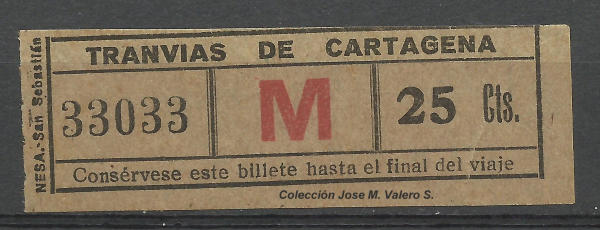 TRANVIAS DE CARTAGENA
NESA.-San Sebastián
33033 M 25 Cts.
Consérvese este billete hasta el final del viaje
Colección Jose M. Valero S.